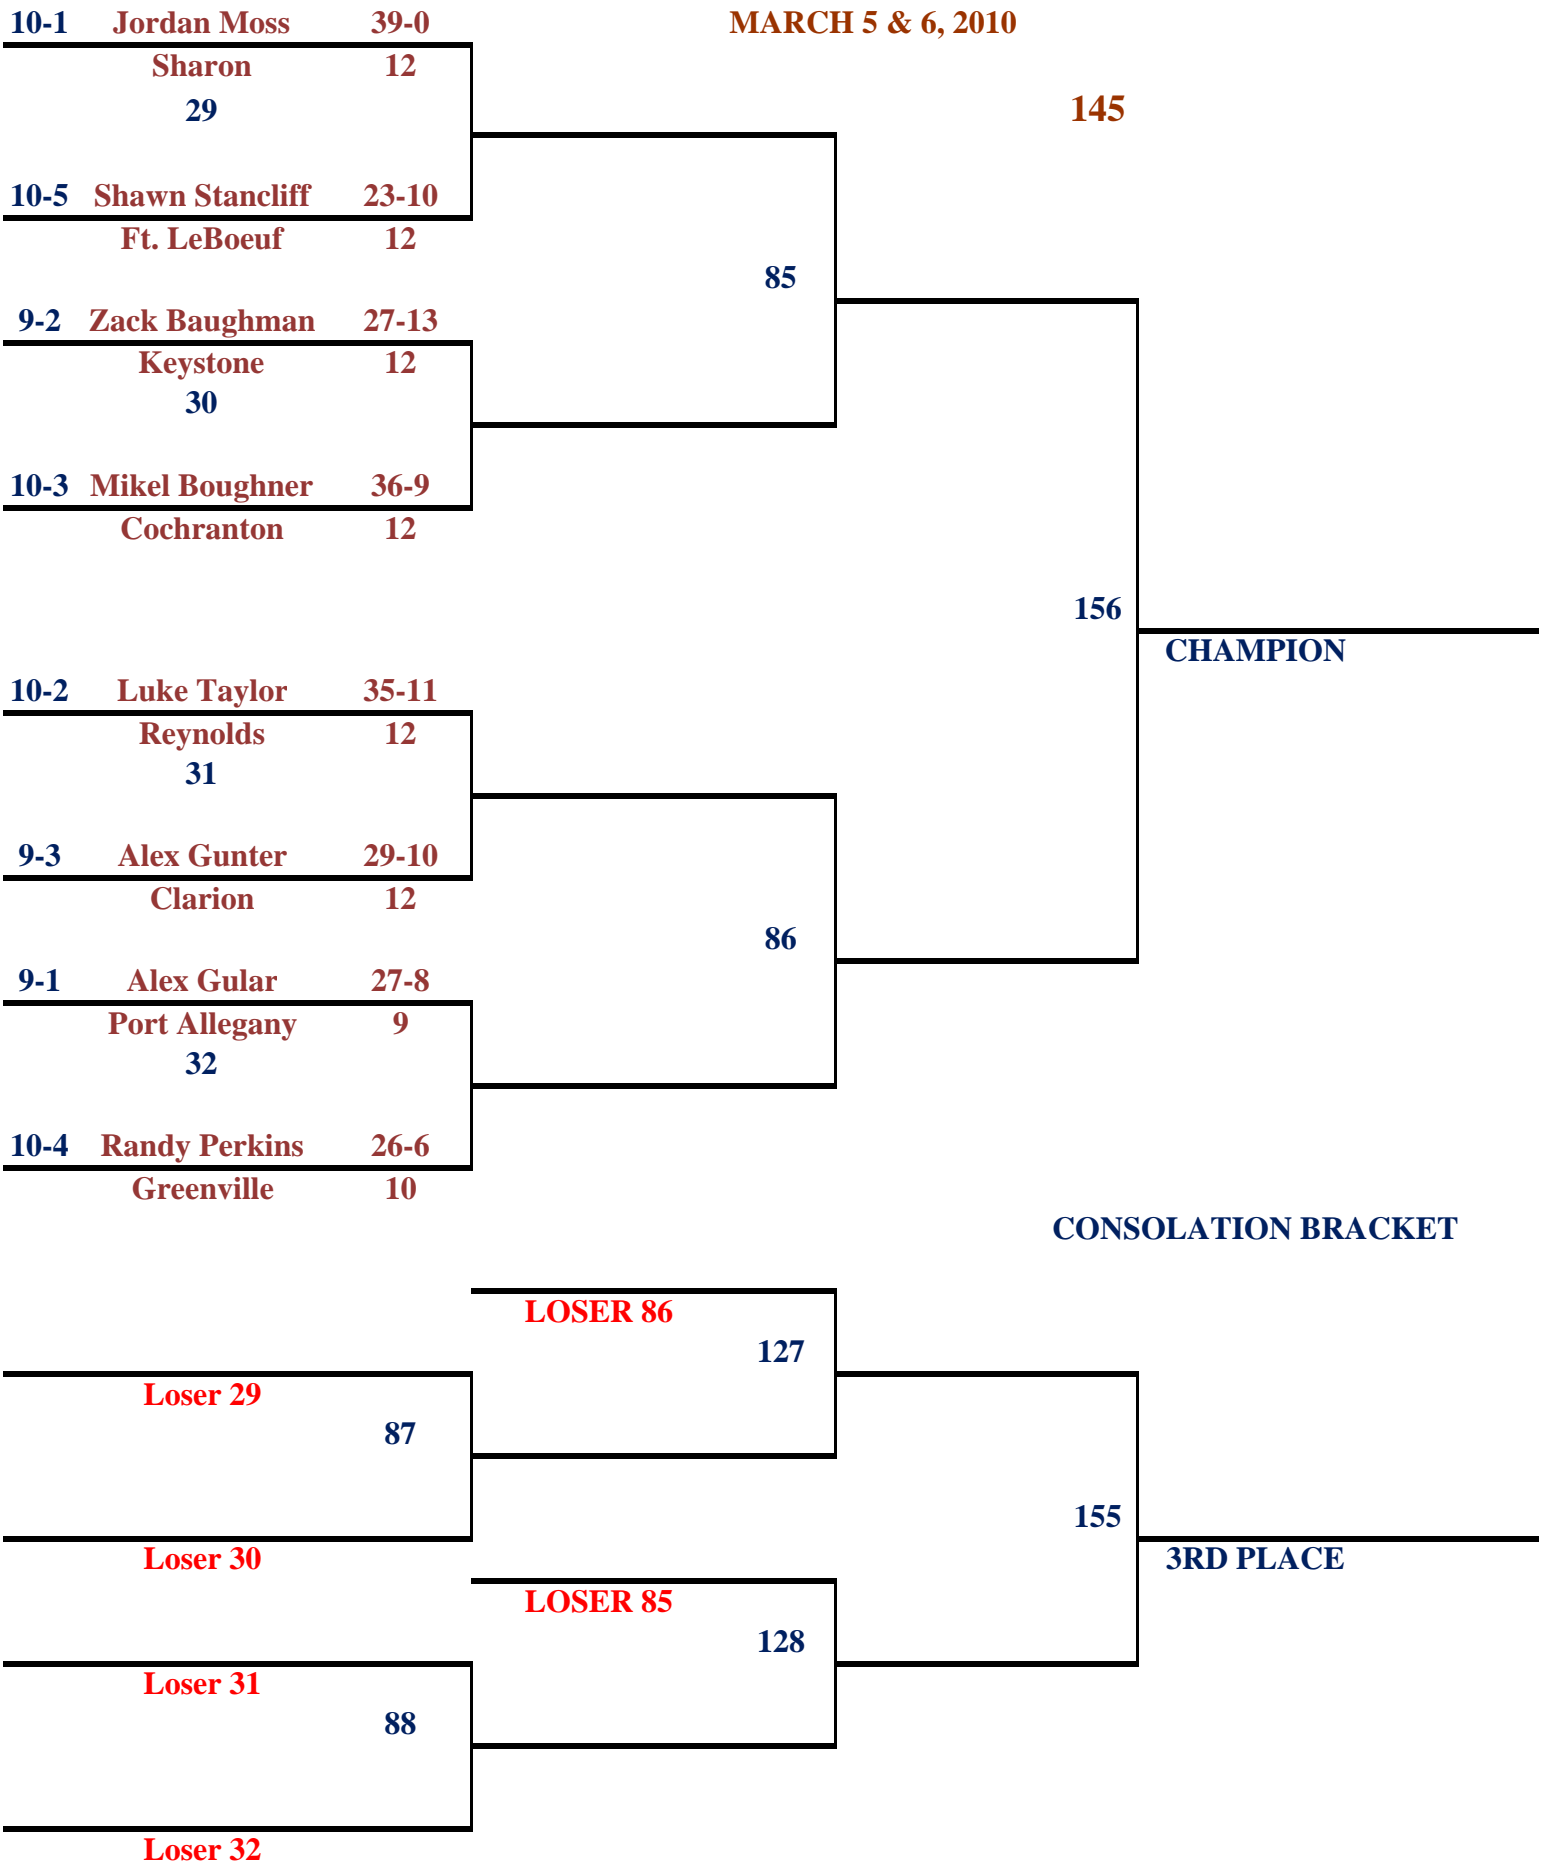 10-1 Jordan Moss 39-0 MARCH 5 & 6, 2010
Sharon 12
29 145
10-5 Shawn Stancliff 23-10
Ft. LeBoeuf 12
85
9-2 Zack Baughman 27-13
Keystone 12
30
10-3 Mikel Boughner 36-9
Cochranton 12
156
CHAMPION
10-2 Luke Taylor 35-11
Reynolds 12
31
9-3 Alex Gunter 29-10
Clarion 12
86
9-1 Alex Gular 27-8
Port Allegany 9
32
10-4 Randy Perkins 26-6
Greenville 10
CONSOLATION BRACKET
LOSER 86
127
Loser 29
87
155
Loser 30 3RD PLACE
LOSER 85
128
Loser 31
88
Loser 32